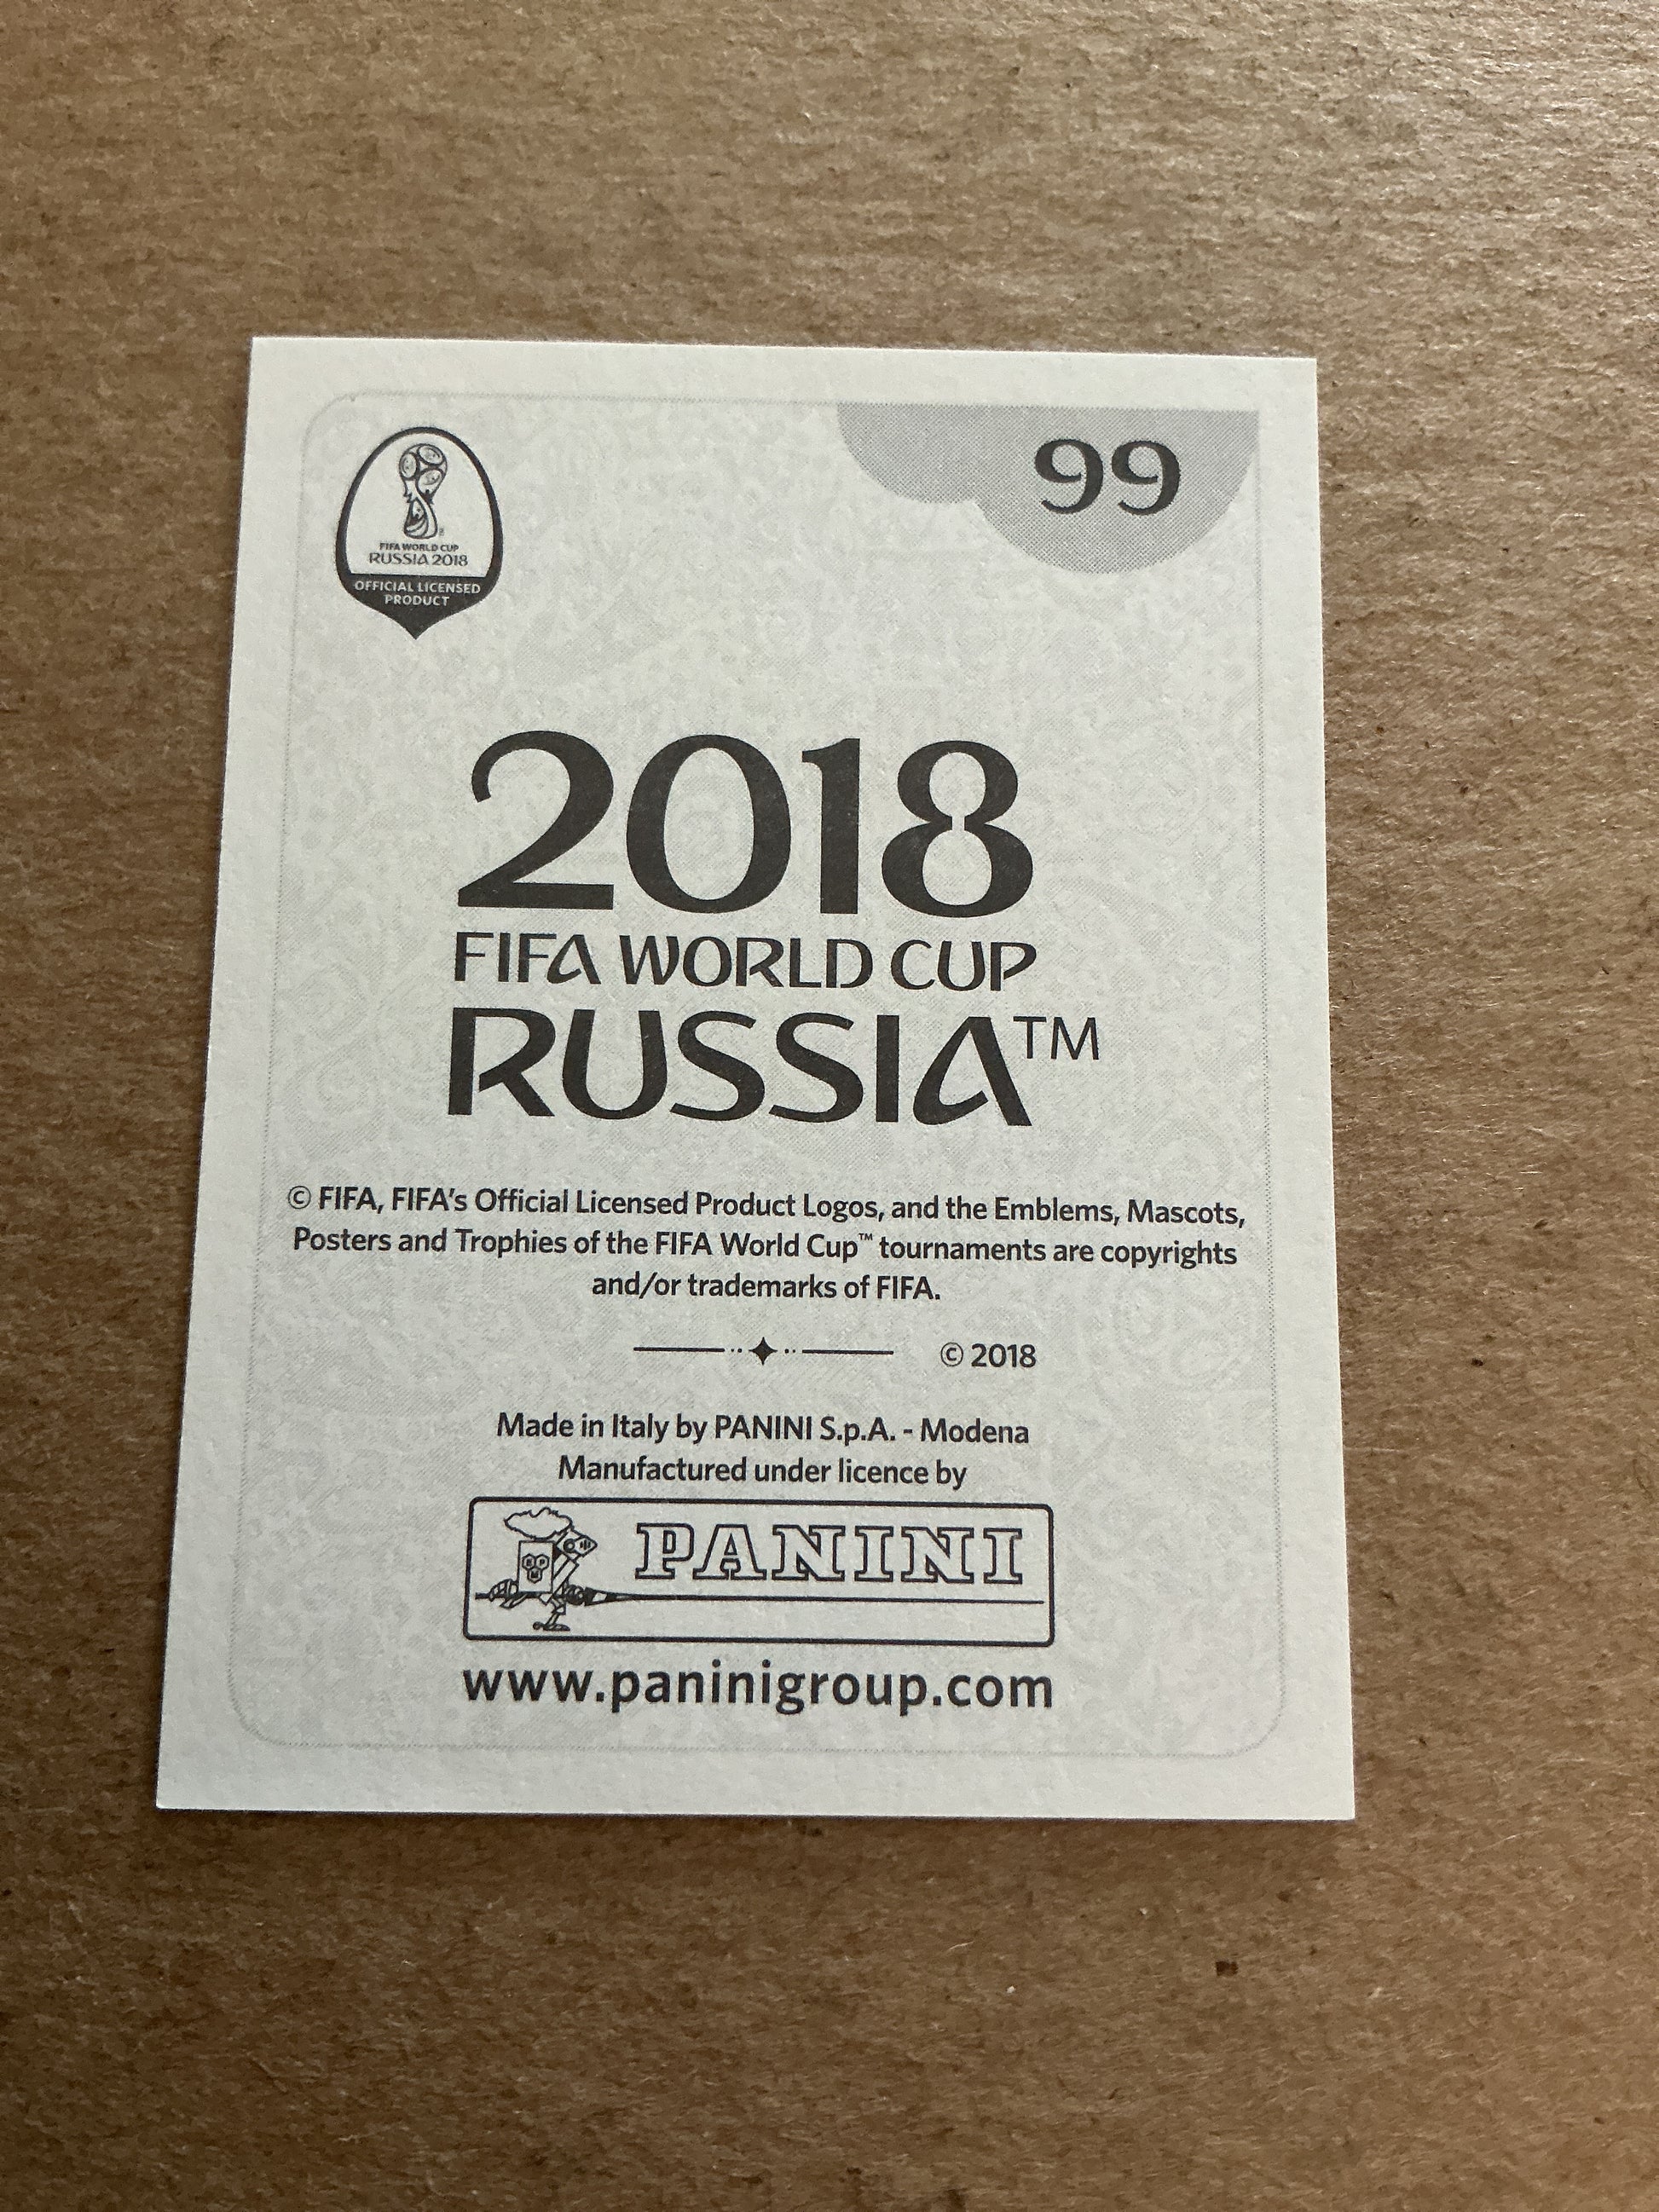 99
FIFA WORLD CUP
RUSSIA 2018
OFFICIAL LICENSED
PRODUCT
2018
FIFA WORLD CUP
RUSSIA™
© FIFA, FIFA's Official Licensed Product Logos, and the Emblems, Mascots,
Posters and Trophies of the FIFA World Cup™ tournaments are copyrights
and/or trademarks of FIFA.
© 2018
Made in Italy by PANINI S.p.A. - Modena
Manufactured under licence by
PANINI
www.paninigroup.com